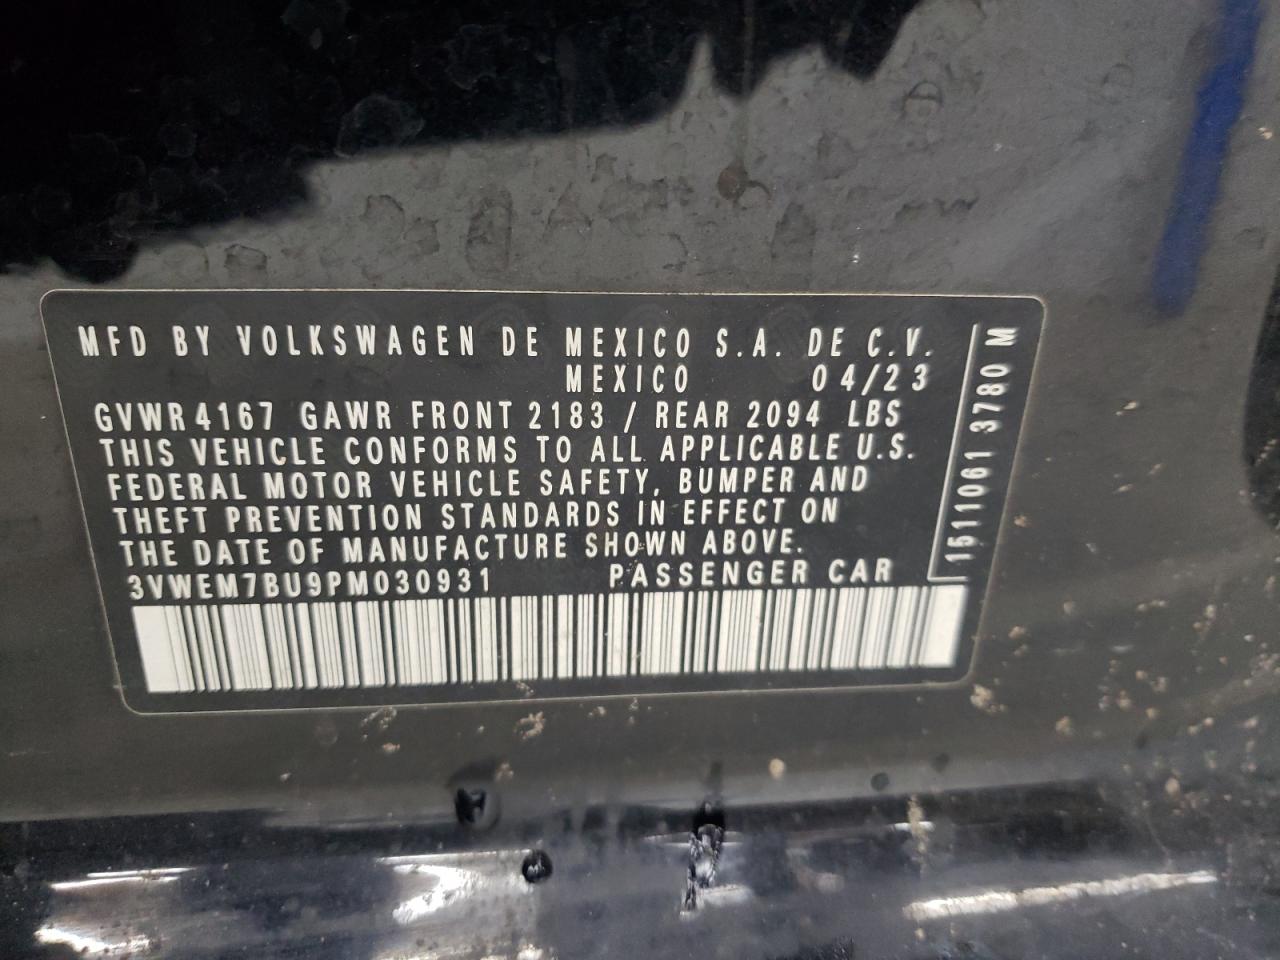 MFD BY VOLKSWAGEN DE MEXICO S.A. DE C.V.
MEXICO 04/23
GVWR 4167 GAWR FRONT 2183 / REAR 2094 LBS
THIS VEHICLE CONFORMS TO ALL APPLICABLE U.S.
FEDERAL MOTOR VEHICLE SAFETY, BUMPER AND
THEFT PREVENTION STANDARDS IN EFFECT ON
THE DATE OF MANUFACTURE SHOWN ABOVE.
3VWEM7BU9PM030931 PASSENGER CAR
1511061 3780 M